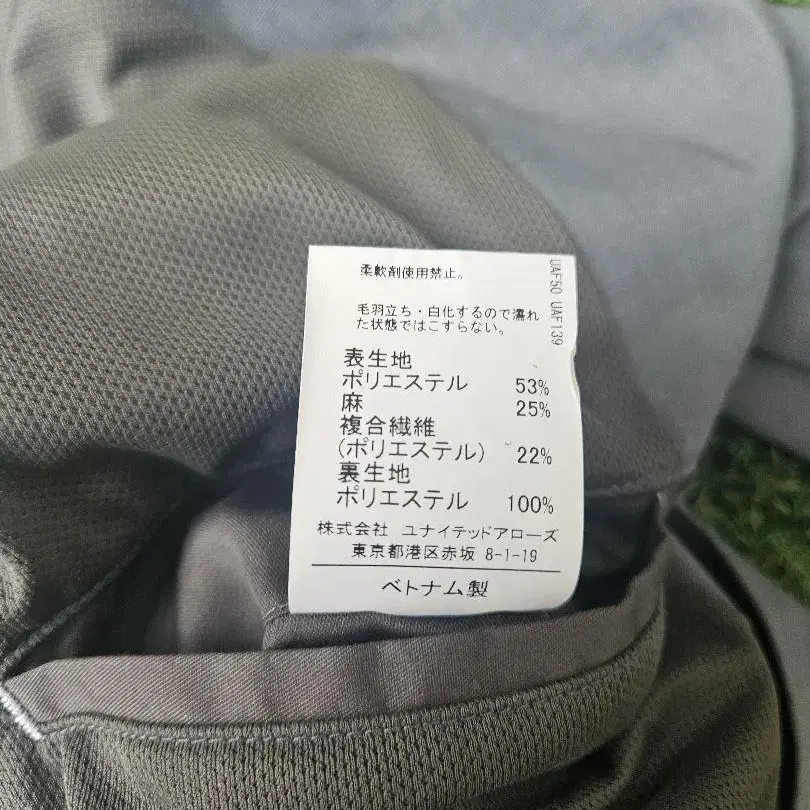 柔軟剤使用禁止。
UAF50 UAF139
毛羽立ち・白化するので濡れ
た状態ではこすらない。
表生地
ポリエステル 53%
麻 25%
複合繊維
(ポリエステル) 22%
裏生地
ポリエステル 100%
株式会社 ユナイテッドアローズ
東京都港区赤坂 8-1-19
ベトナム製